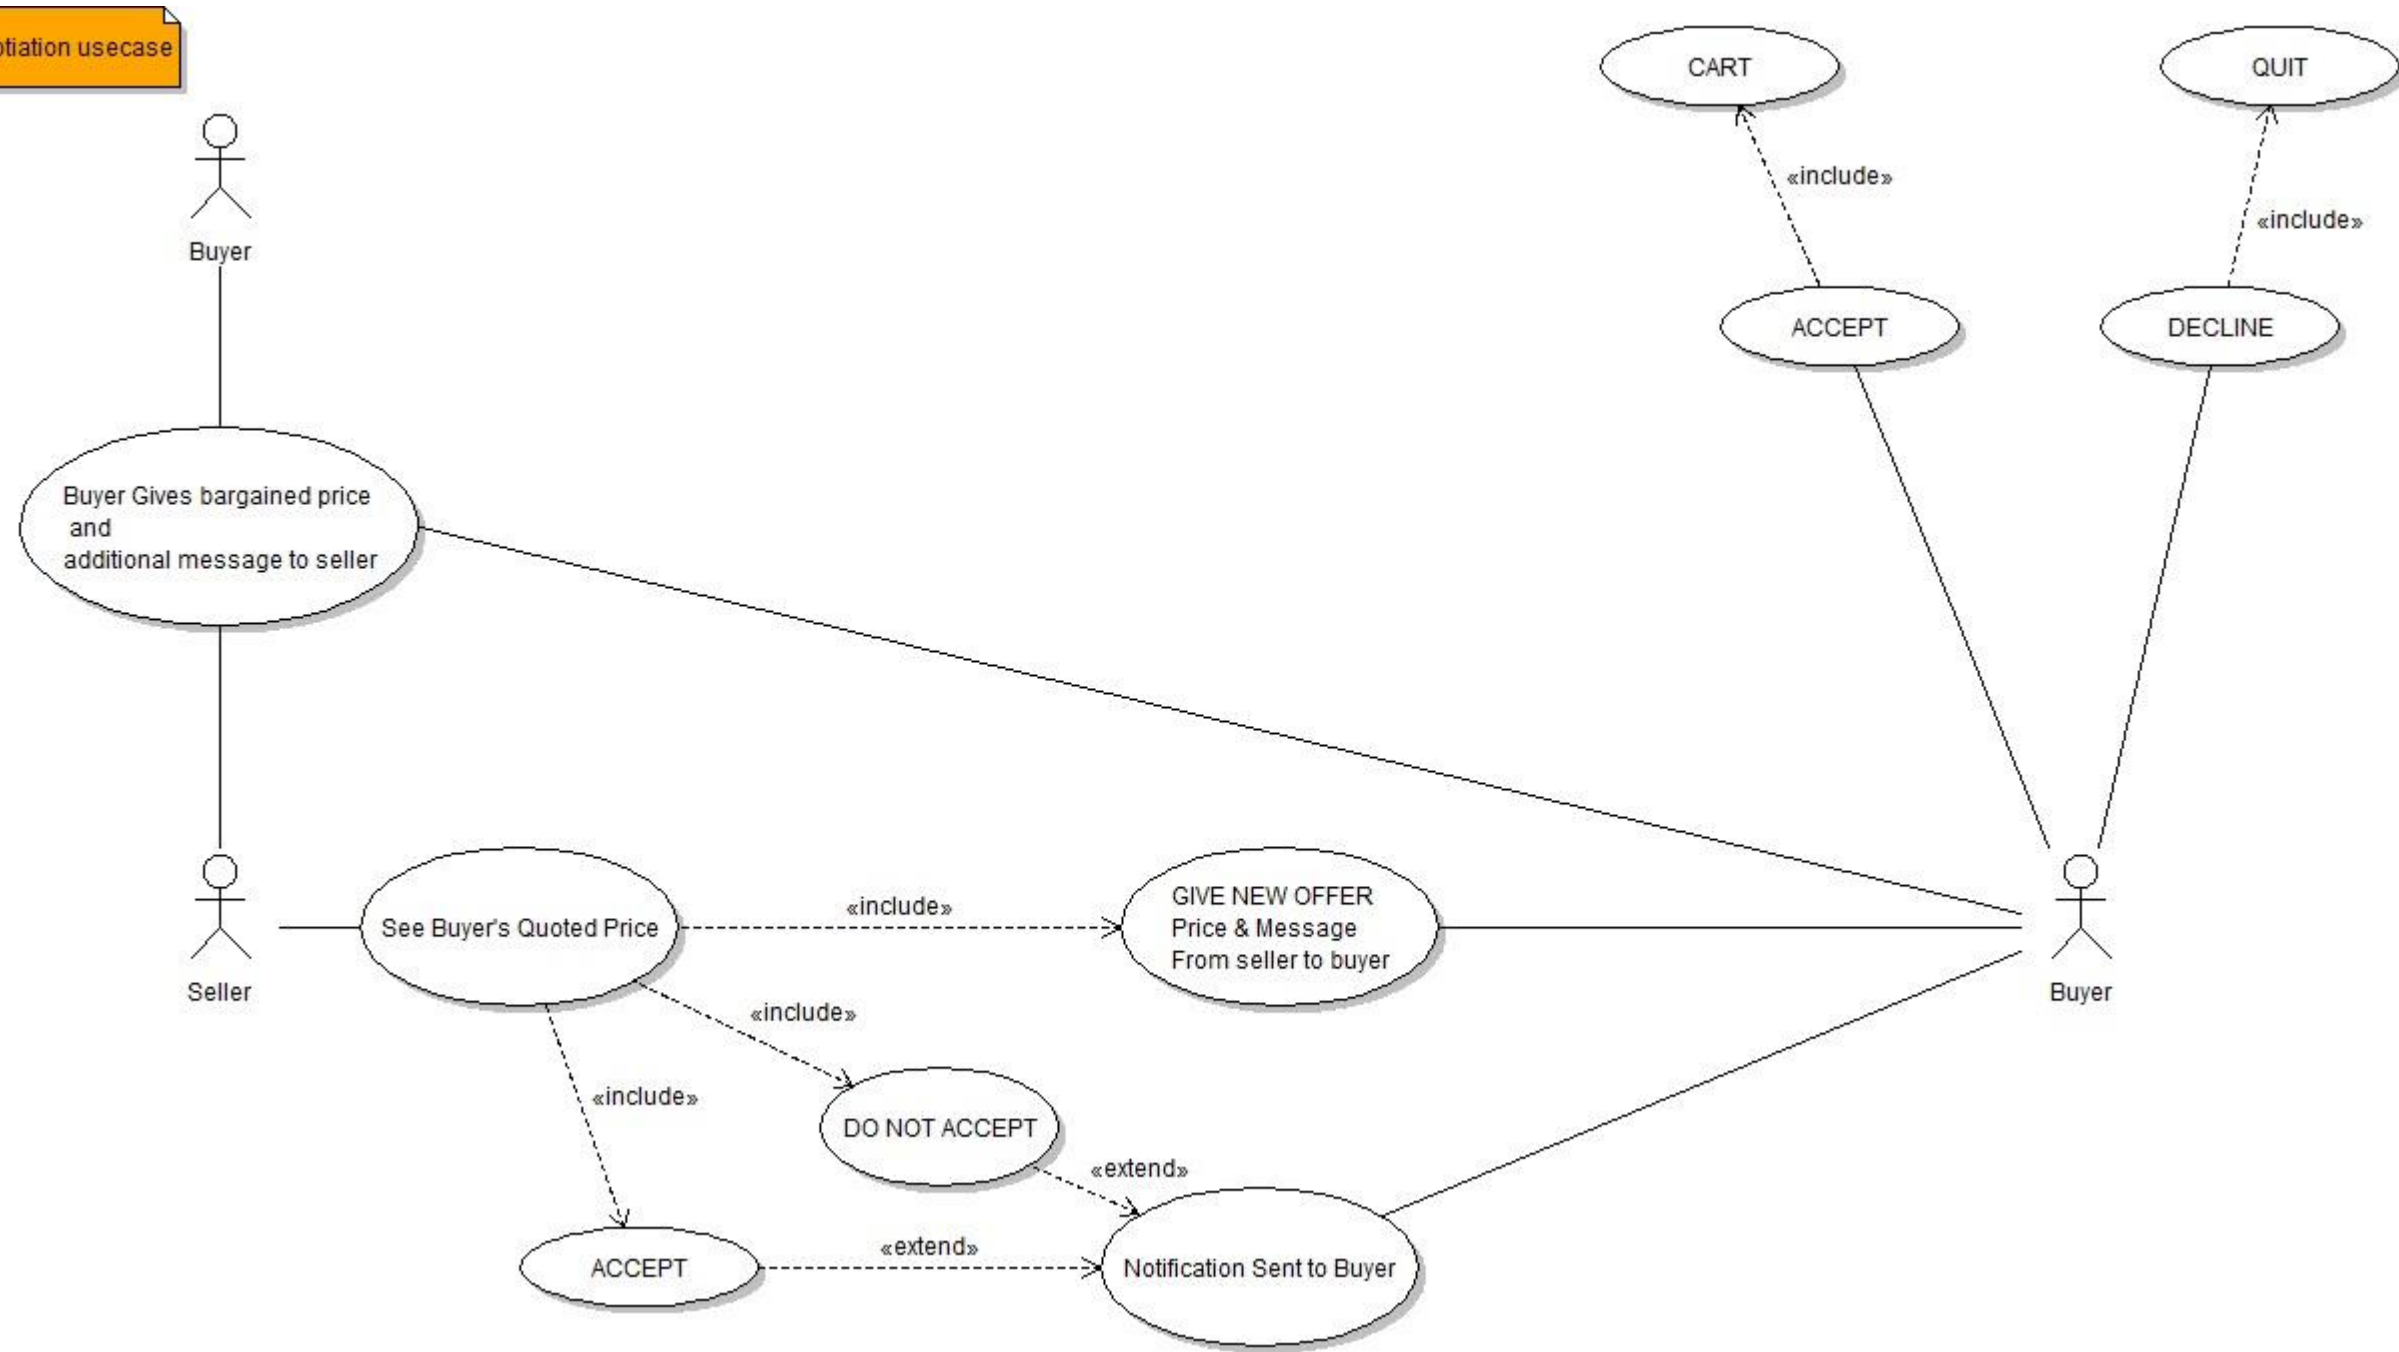 usecase
CART
QUIT
«include»
«include»
Buyer
ACCEPT
DECLINE
Buyer Gives bargained price
and
additional message to seller
GIVE NEW OFFER
Price & Message
From seller to buyer
«include»
See Buyer's Quoted Price
Seller
Buyer
«include»
«include»
DO NOT ACCEPT
«extend»
«extend»
ACCEPT
Notification Sent to Buyer